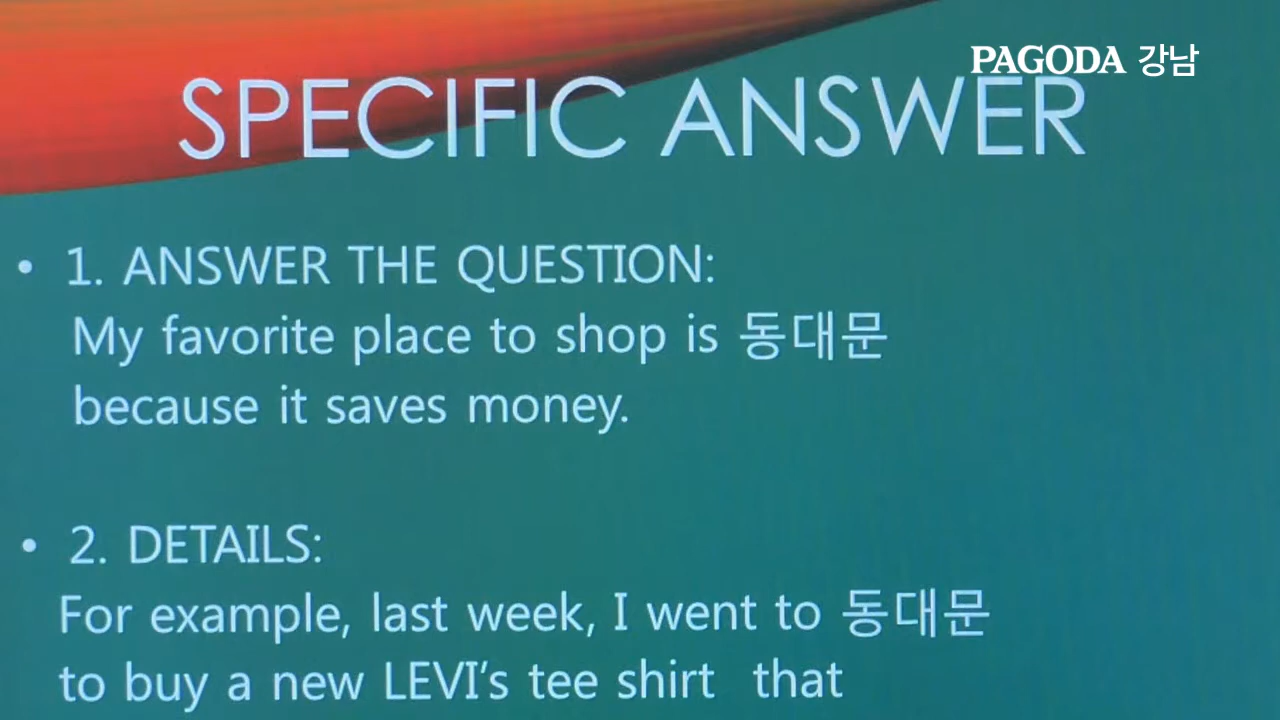 PAGODA 강남
SPECIFIC ANSWER
• 1. ANSWER THE QUESTION:
My favorite place to shop is 동대문
because it saves money.
• 2. DETAILS:
For example, last week, I went to 동대문
to buy a new LEVI's tee shirt that